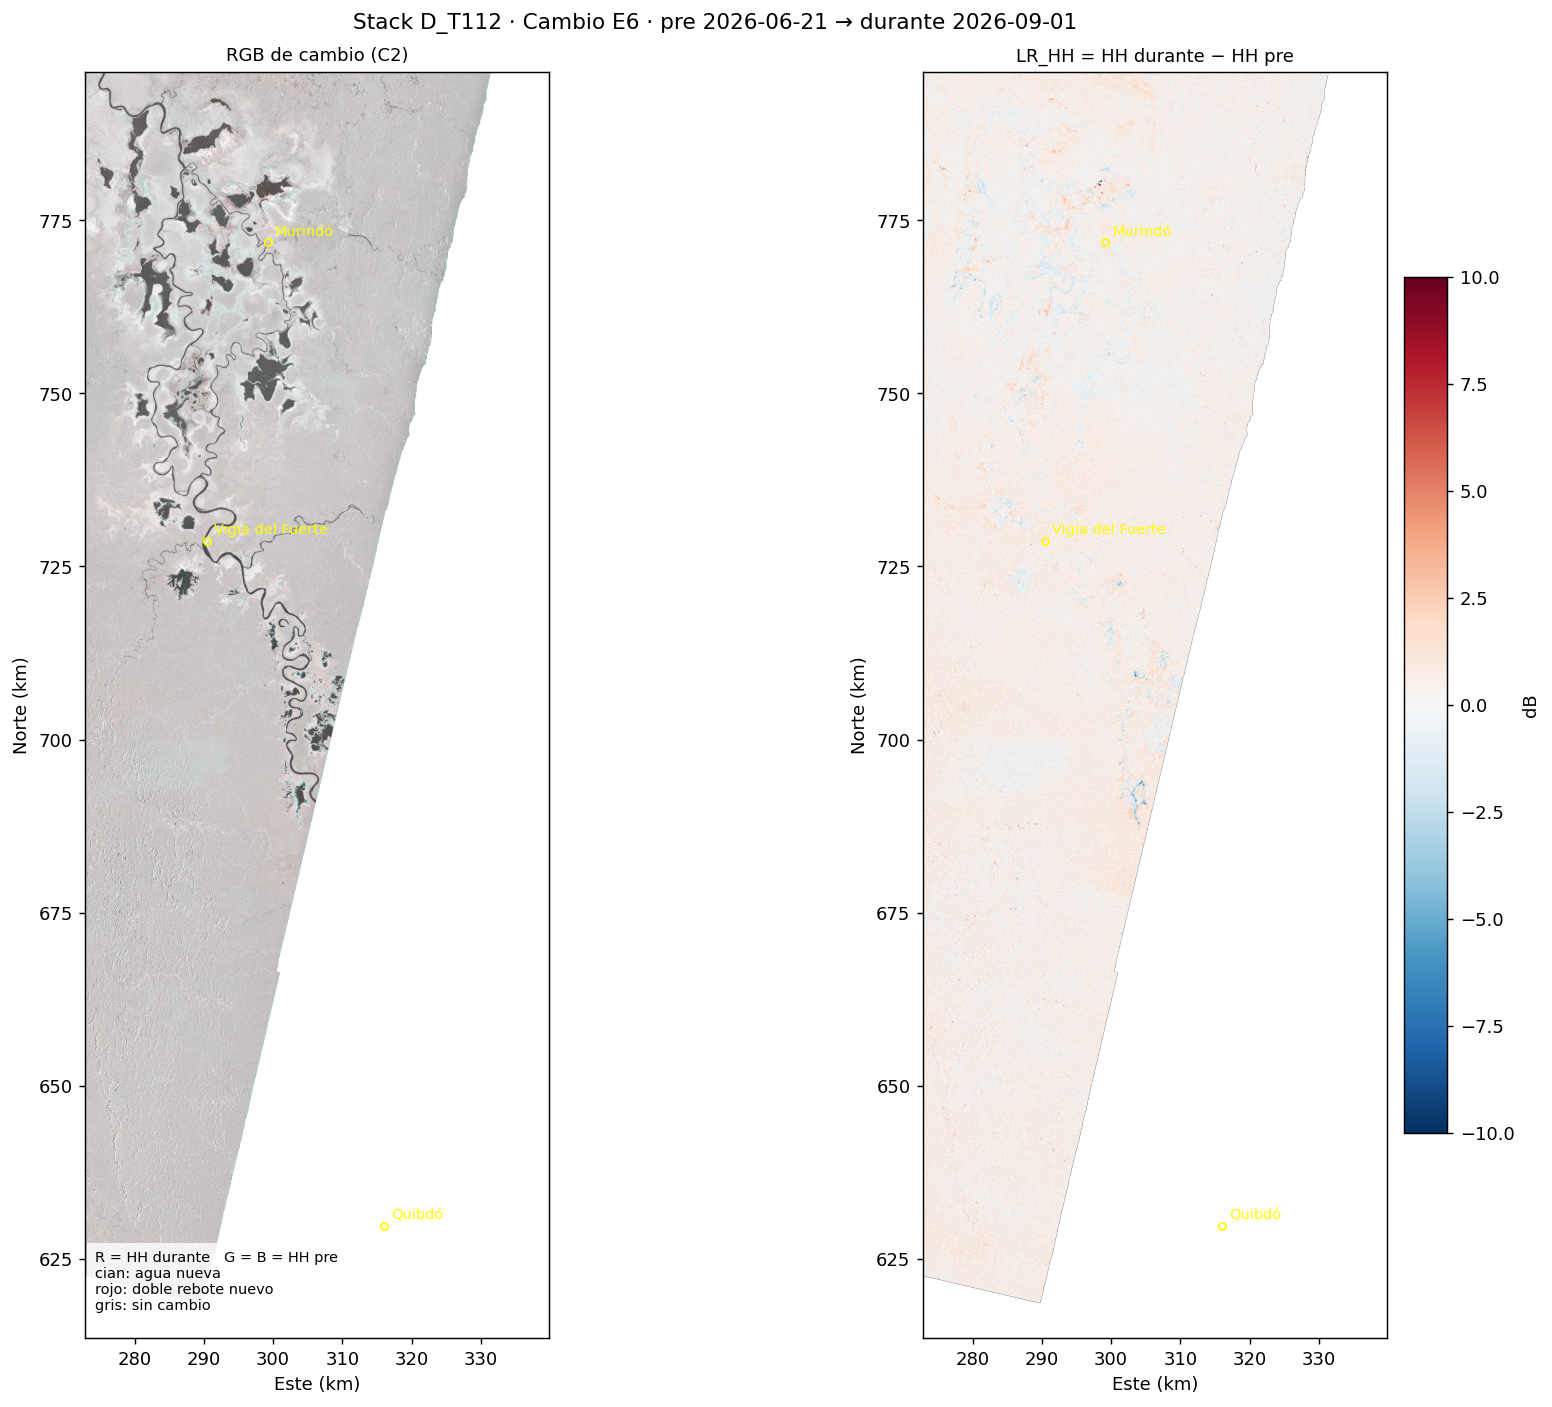 Stack D_T112 · Cambio E6 · pre 2026-06-21 → durante 2026-09-01
RGB de cambio (C2)
Norte (km)
775
750
725
700
675
650
625
Murindó
Vigía del Fuerte
Quibdó
R = HH durante   G = B = HH pre
cian: agua nueva
rojo: doble rebote nuevo
gris: sin cambio
280 290 300 310 320 330
Este (km)
LR_HH = HH durante − HH pre
Norte (km)
775
750
725
700
675
650
625
Murindó
Vigía del Fuerte
Quibdó
280 290 300 310 320 330
Este (km)
10.0
7.5
5.0
2.5
0.0
−2.5
−5.0
−7.5
−10.0
dB